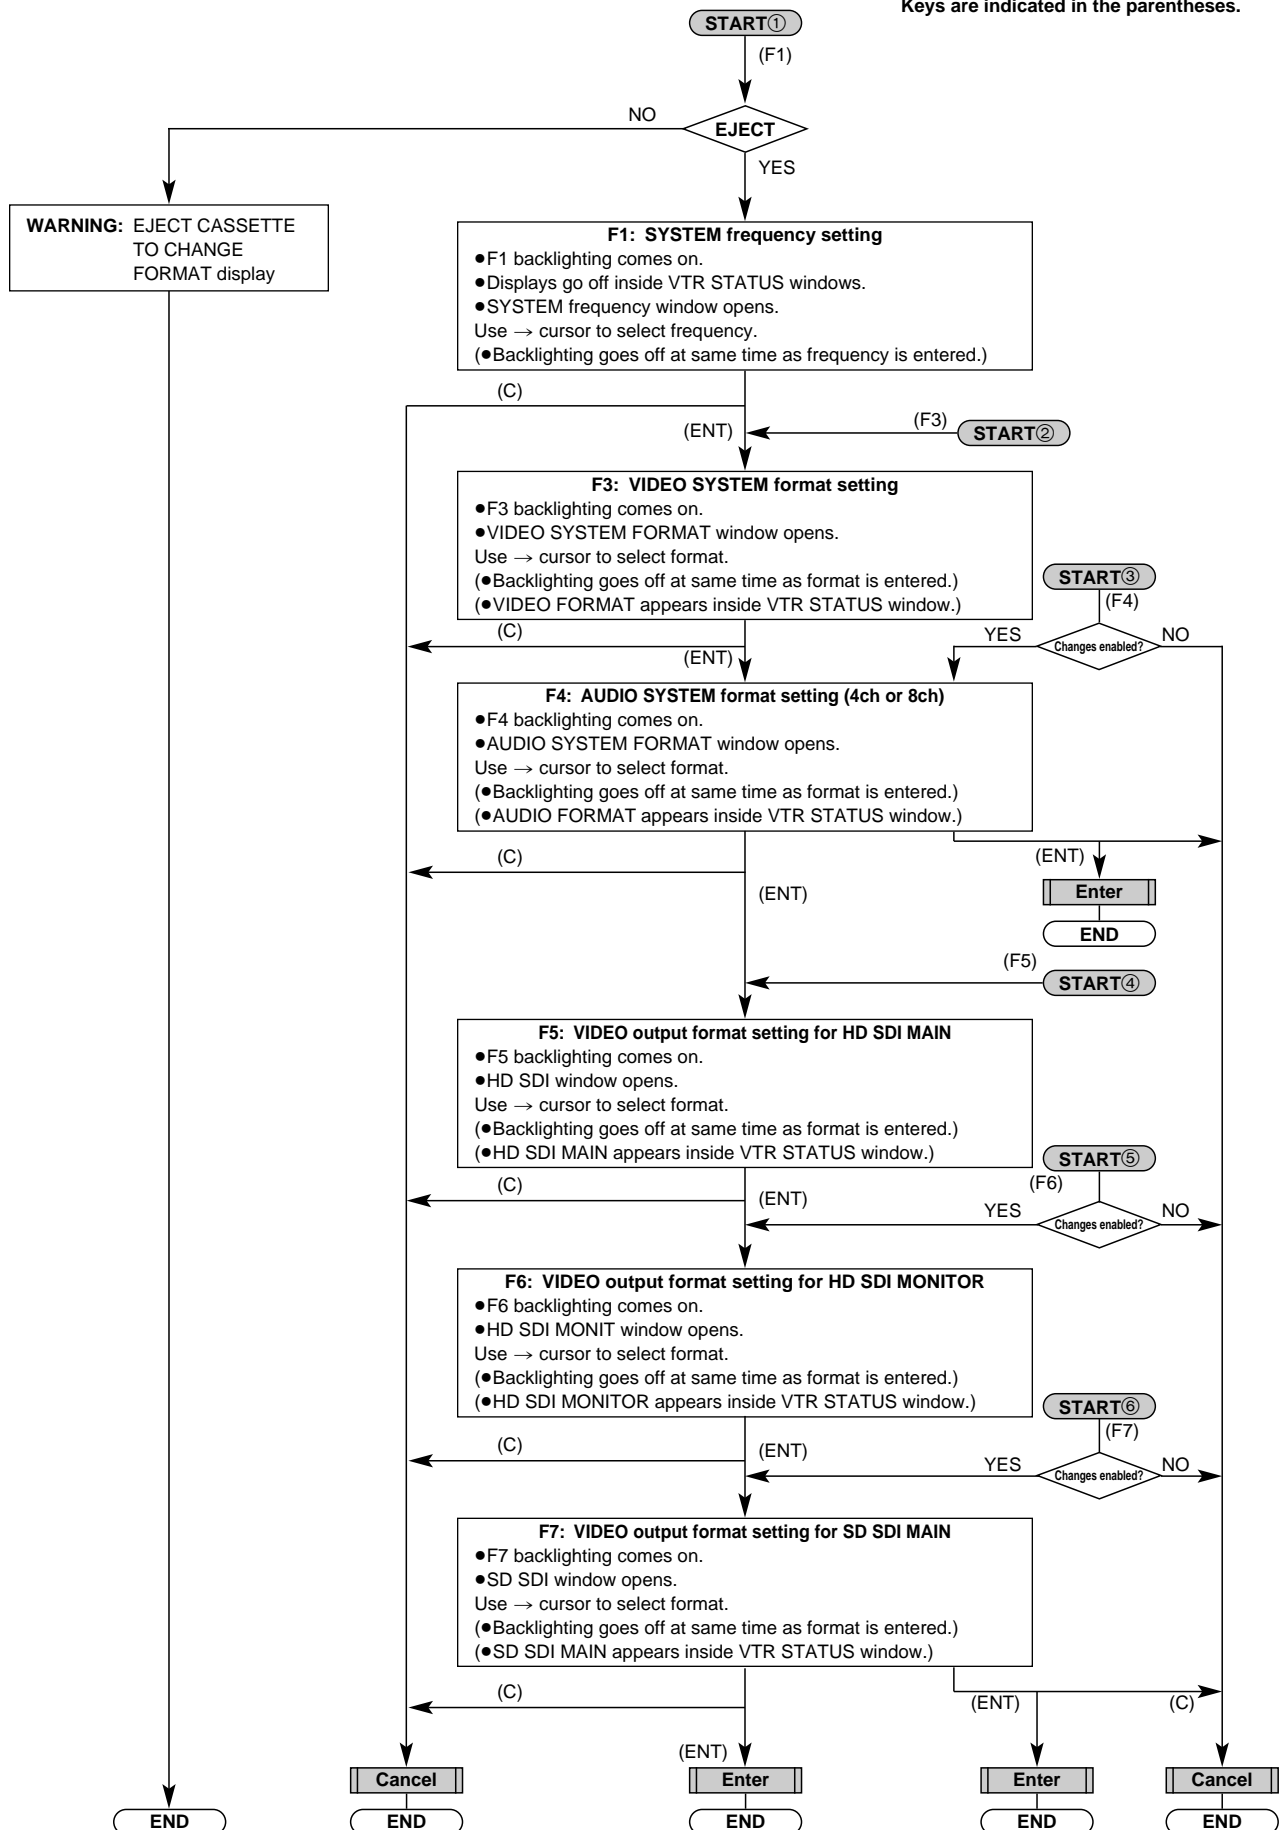 Keys are indicated in the parentheses.
START①
(F1)
NO
EJECT
YES
WARNING: EJECT CASSETTE
TO CHANGE
FORMAT display
F1: SYSTEM frequency setting
●F1 backlighting comes on.
●Displays go off inside VTR STATUS windows.
●SYSTEM frequency window opens.
Use → cursor to select frequency.
(●Backlighting goes off at same time as frequency is entered.)
(C)
(ENT)
(F3)
START②
F3: VIDEO SYSTEM format setting
●F3 backlighting comes on.
●VIDEO SYSTEM FORMAT window opens.
Use → cursor to select format.
(●Backlighting goes off at same time as format is entered.)
(●VIDEO FORMAT appears inside VTR STATUS window.)
START③
(F4)
(C)
(ENT)
YES
Changes enabled?
NO
F4: AUDIO SYSTEM format setting (4ch or 8ch)
●F4 backlighting comes on.
●AUDIO SYSTEM FORMAT window opens.
Use → cursor to select format.
(●Backlighting goes off at same time as format is entered.)
(●AUDIO FORMAT appears inside VTR STATUS window.)
(C)
(ENT)
(ENT)
Enter
END
(F5)
START④
F5: VIDEO output format setting for HD SDI MAIN
●F5 backlighting comes on.
●HD SDI window opens.
Use → cursor to select format.
(●Backlighting goes off at same time as format is entered.)
(●HD SDI MAIN appears inside VTR STATUS window.)
START⑤
(F6)
(C)
(ENT)
YES
Changes enabled?
NO
F6: VIDEO output format setting for HD SDI MONITOR
●F6 backlighting comes on.
●HD SDI MONIT window opens.
Use → cursor to select format.
(●Backlighting goes off at same time as format is entered.)
(●HD SDI MONITOR appears inside VTR STATUS window.)
START⑥
(F7)
(C)
(ENT)
YES
Changes enabled?
NO
F7: VIDEO output format setting for SD SDI MAIN
●F7 backlighting comes on.
●SD SDI window opens.
Use → cursor to select format.
(●Backlighting goes off at same time as format is entered.)
(●SD SDI MAIN appears inside VTR STATUS window.)
(C)
(ENT)
(ENT)
(C)
Cancel
Enter
Enter
Cancel
END
END
END
END
END